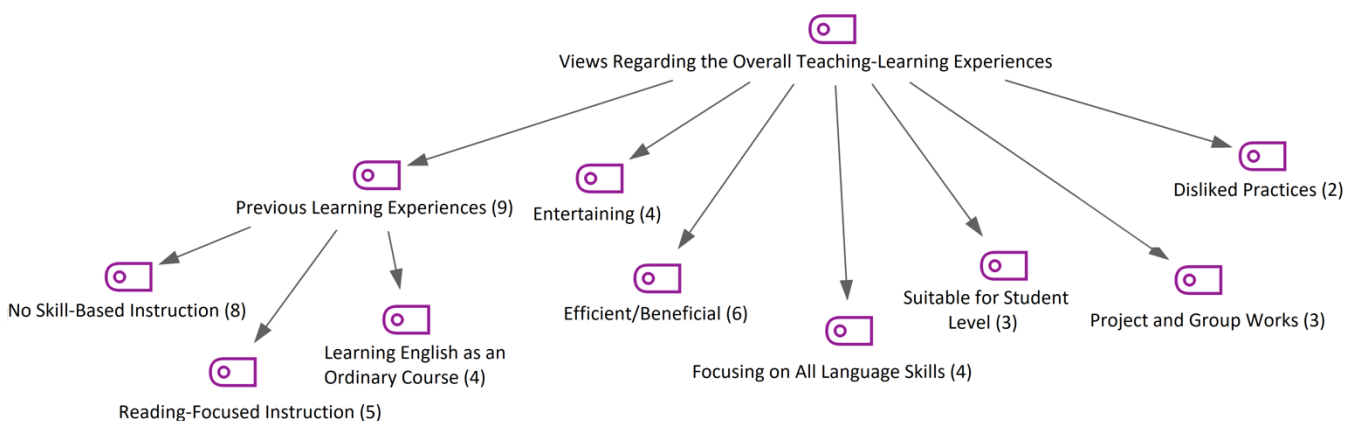 Views Regarding the Overall Teaching-Learning Experiences
Previous Learning Experiences (9)
Entertaining (4)
Disliked Practices (2)
No Skill-Based Instruction (8)
Efficient/Beneficial (6)
Suitable for Student
Level (3)
Project and Group Works (3)
Learning English as an
Ordinary Course (4)
Focusing on All Language Skills (4)
Reading-Focused Instruction (5)